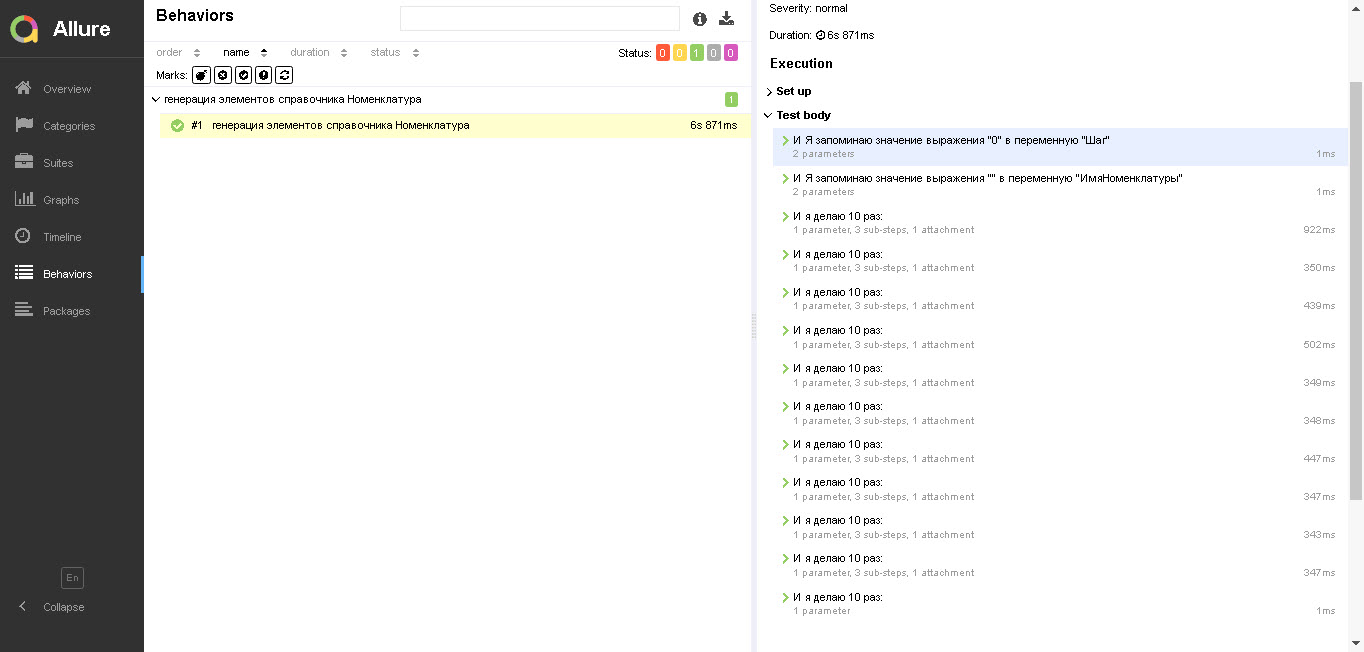 Allure
Overview
Categories
Suites
Graphs
Timeline
Behaviors
Packages
En
Collapse
Behaviors
order name duration status
Status: 0 0 1 0 0
Marks:
генерация элементов справочника Номенклатура 1
#1 генерация элементов справочника Номенклатура 6s 871ms
Severity: normal
Duration: 6s 871ms
Execution
Set up
Test body
И Я запоминаю значение выражения "0" в переменную "Шаг"
2 parameters 1ms
И Я запоминаю значение выражения "" в переменную "ИмяНоменклатуры"
2 parameters 1ms
И я делаю 10 раз:
1 parameter, 3 sub-steps, 1 attachment 922ms
И я делаю 10 раз:
1 parameter, 3 sub-steps, 1 attachment 350ms
И я делаю 10 раз:
1 parameter, 3 sub-steps, 1 attachment 439ms
И я делаю 10 раз:
1 parameter, 3 sub-steps, 1 attachment 502ms
И я делаю 10 раз:
1 parameter, 3 sub-steps, 1 attachment 349ms
И я делаю 10 раз:
1 parameter, 3 sub-steps, 1 attachment 348ms
И я делаю 10 раз:
1 parameter, 3 sub-steps, 1 attachment 447ms
И я делаю 10 раз:
1 parameter, 3 sub-steps, 1 attachment 347ms
И я делаю 10 раз:
1 parameter, 3 sub-steps, 1 attachment 343ms
И я делаю 10 раз:
1 parameter, 3 sub-steps, 1 attachment 347ms
И я делаю 10 раз:
1 parameter 1ms